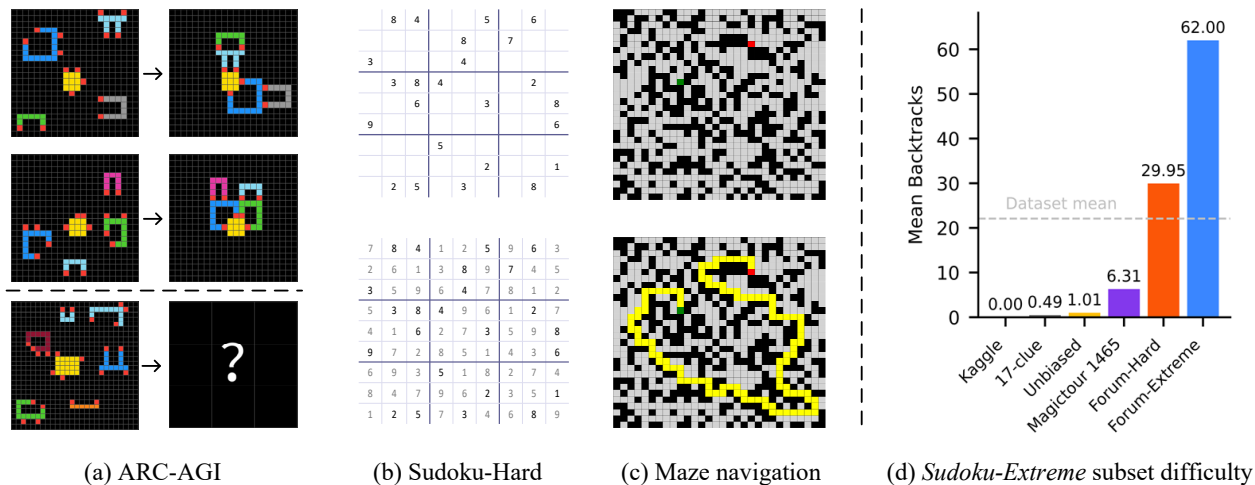 8 4 5 6
8 7
3 4
3 8 4 2
6 3 8
9 6
5
2 1
2 5 3 8
7 8 4 1 2 5 9 6 3
2 6 1 3 8 9 7 4 5
3 5 9 6 4 7 8 1 2
5 3 8 4 9 6 1 2 7
4 1 6 2 7 3 5 9 8
9 7 2 8 5 1 4 3 6
6 9 3 5 1 8 2 7 4
8 4 7 9 6 2 3 5 1
1 2 5 7 3 4 6 8 9
?
Mean Backtracks
60
50
40
30
20
10
0
Dataset mean
0.00
0.49
1.01
6.31
29.95
62.00
Kaggle
17-clue
Unbiased
Magictour 1465
Forum-Hard
Forum-Extreme
(a) ARC-AGI
(b) Sudoku-Hard
(c) Maze navigation
(d) Sudoku-Extreme subset difficulty